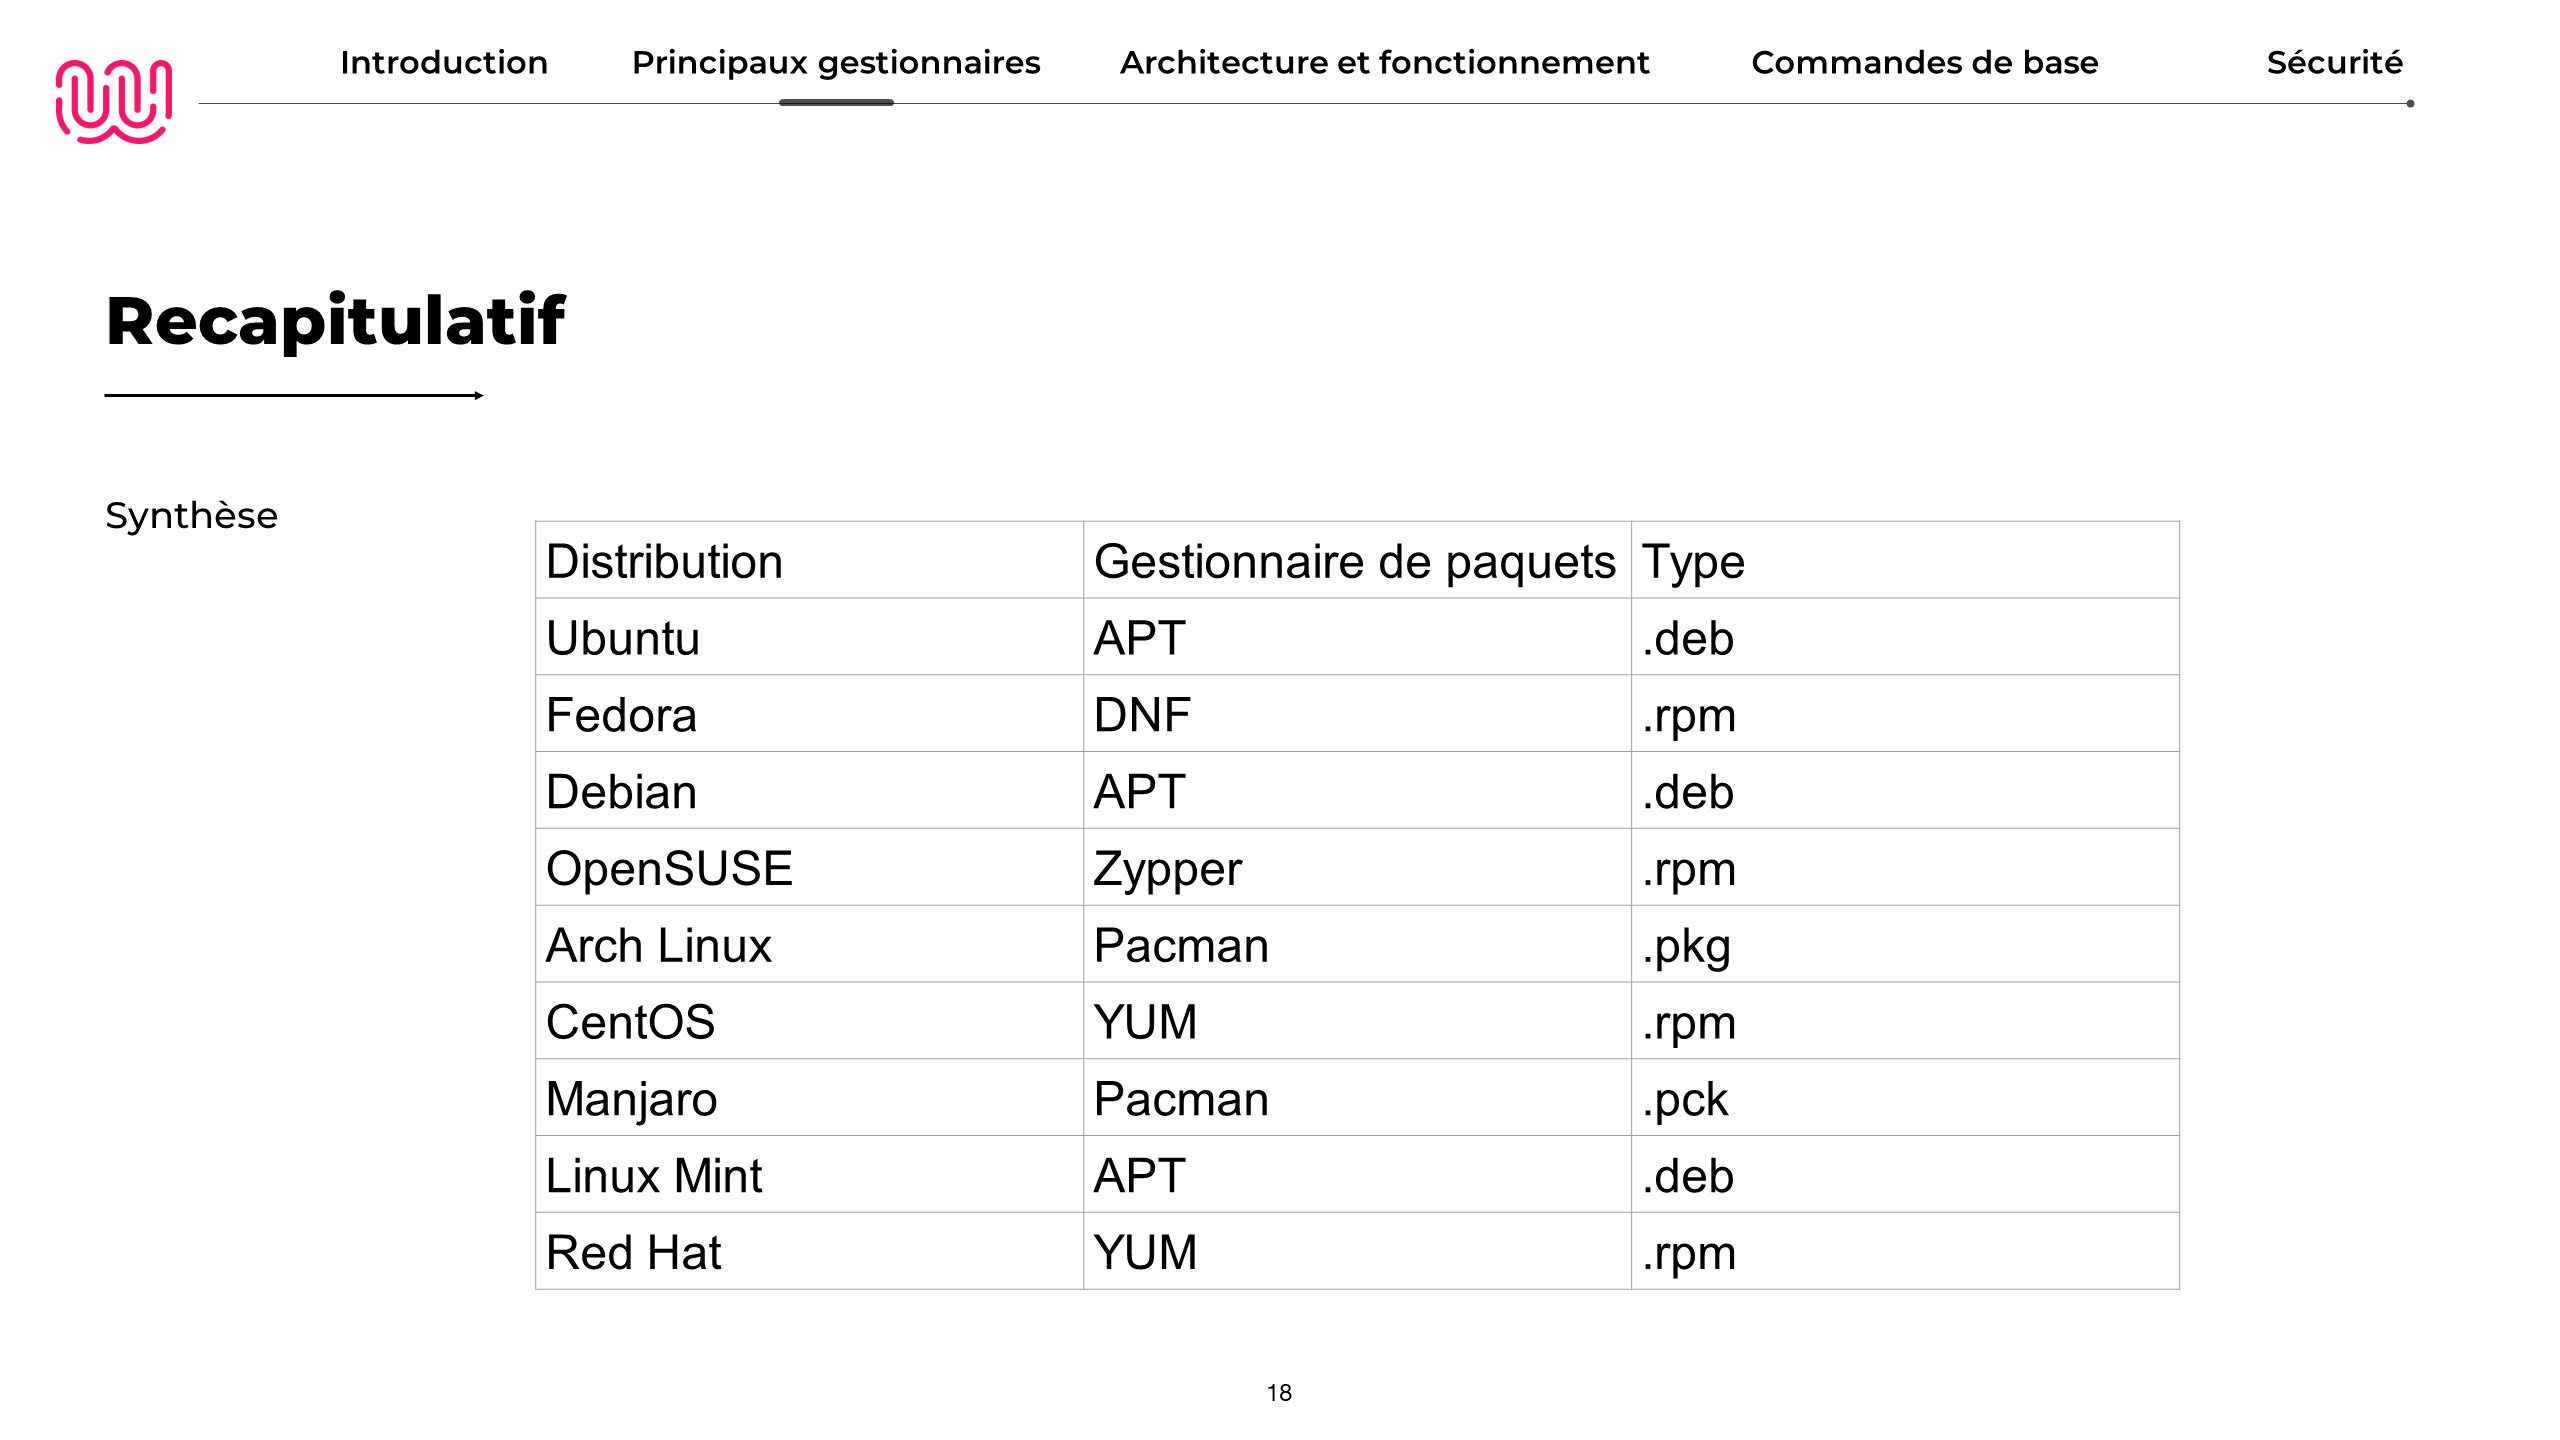 Introduction Principaux gestionnaires Architecture et fonctionnement Commandes de base Sécurité
Recapitulatif
Synthèse
Distribution Gestionnaire de paquets Type
Ubuntu APT .deb
Fedora DNF .rpm
Debian APT .deb
OpenSUSE Zypper .rpm
Arch Linux Pacman .pkg
CentOS YUM .rpm
Manjaro Pacman .pck
Linux Mint APT .deb
Red Hat YUM .rpm
18